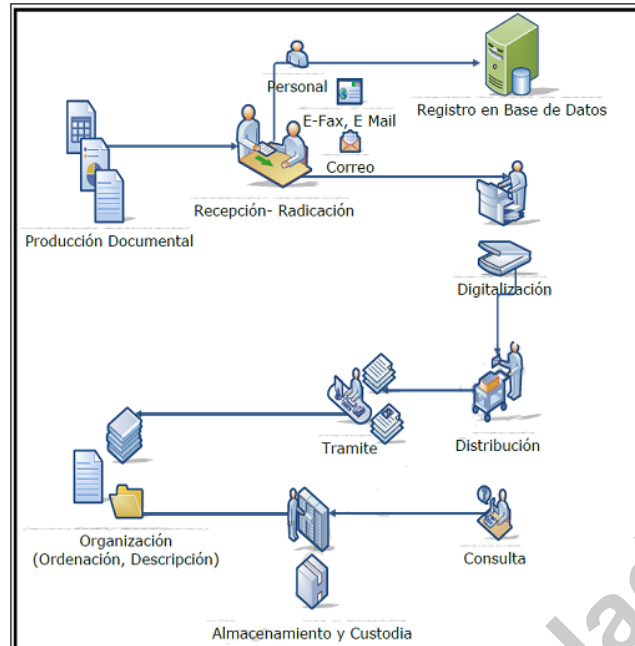 Personal
E-Fax, E Mail
Correo
Registro en Base de Datos
Recepción- Radicación
Producción Documental
Digitalización
Tramite
Distribución
Organización
(Ordenación, Descripción)
Consulta
Almacenamiento y Custodia